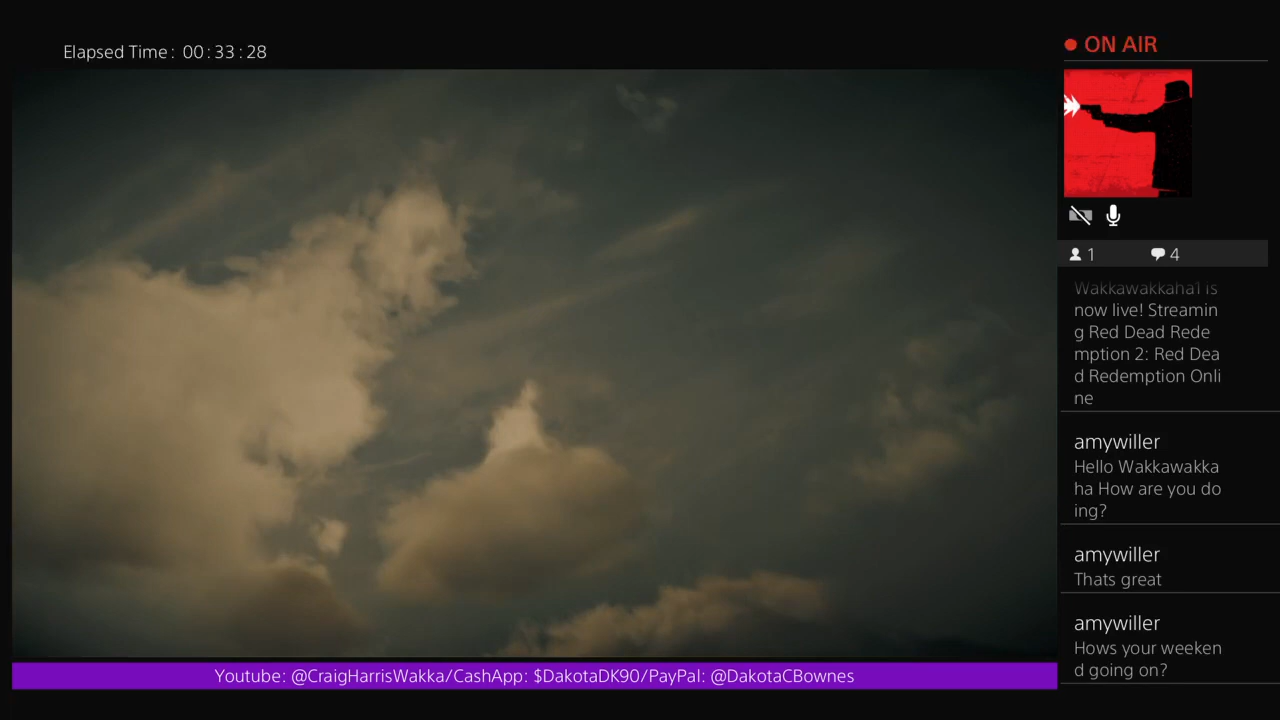 Elapsed Time: 00:33:28
ON AIR
1
4
Wakkawakkaha1 is
now live! Streamin
g Red Dead Rede
mption 2: Red Dea
d Redemption Onli
ne
amywiller
Hello Wakkawakka
ha How are you do
ing?
amywiller
Thats great
amywiller
Hows your weeken
d going on?
Youtube: @CraigHarrisWakka/CashApp: $DakotaDK90/PayPal: @DakotaCBownes